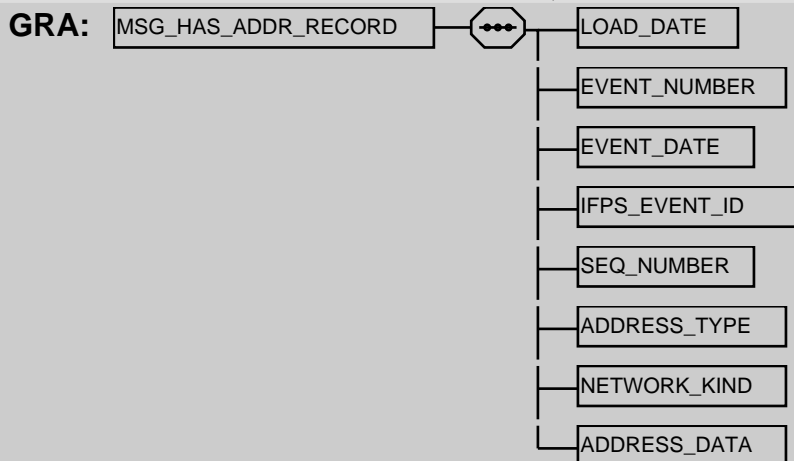 GRA: MSG_HAS_ADDR_RECORD LOAD_DATE
EVENT_NUMBER
EVENT_DATE
IFPS_EVENT_ID
SEQ_NUMBER
ADDRESS_TYPE
NETWORK_KIND
ADDRESS_DATA